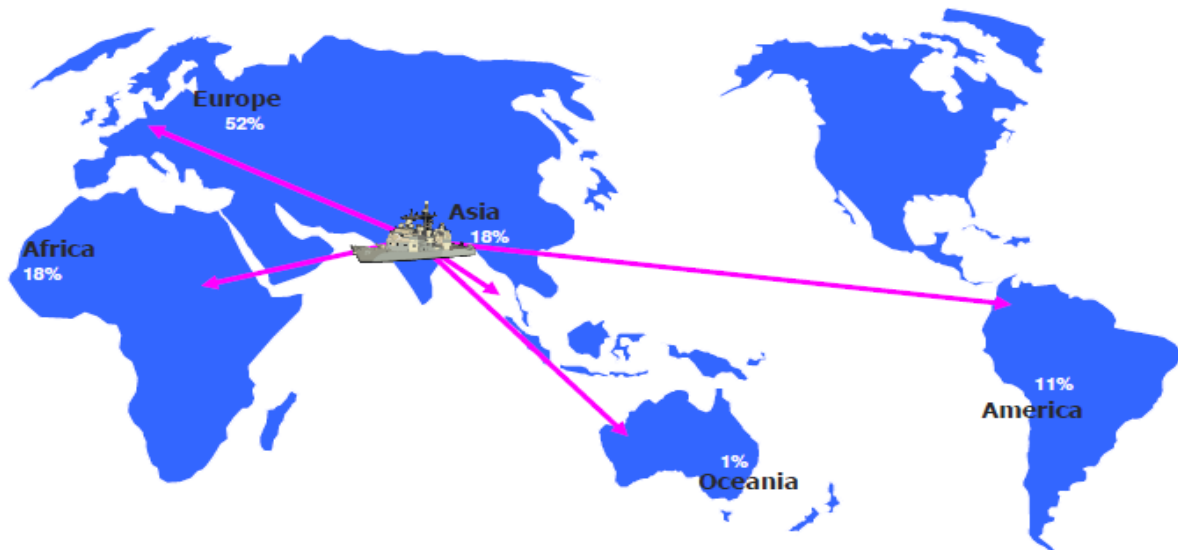 Europe
52%
Asia
18%
Africa
18%
11%
America
1%
Oceania